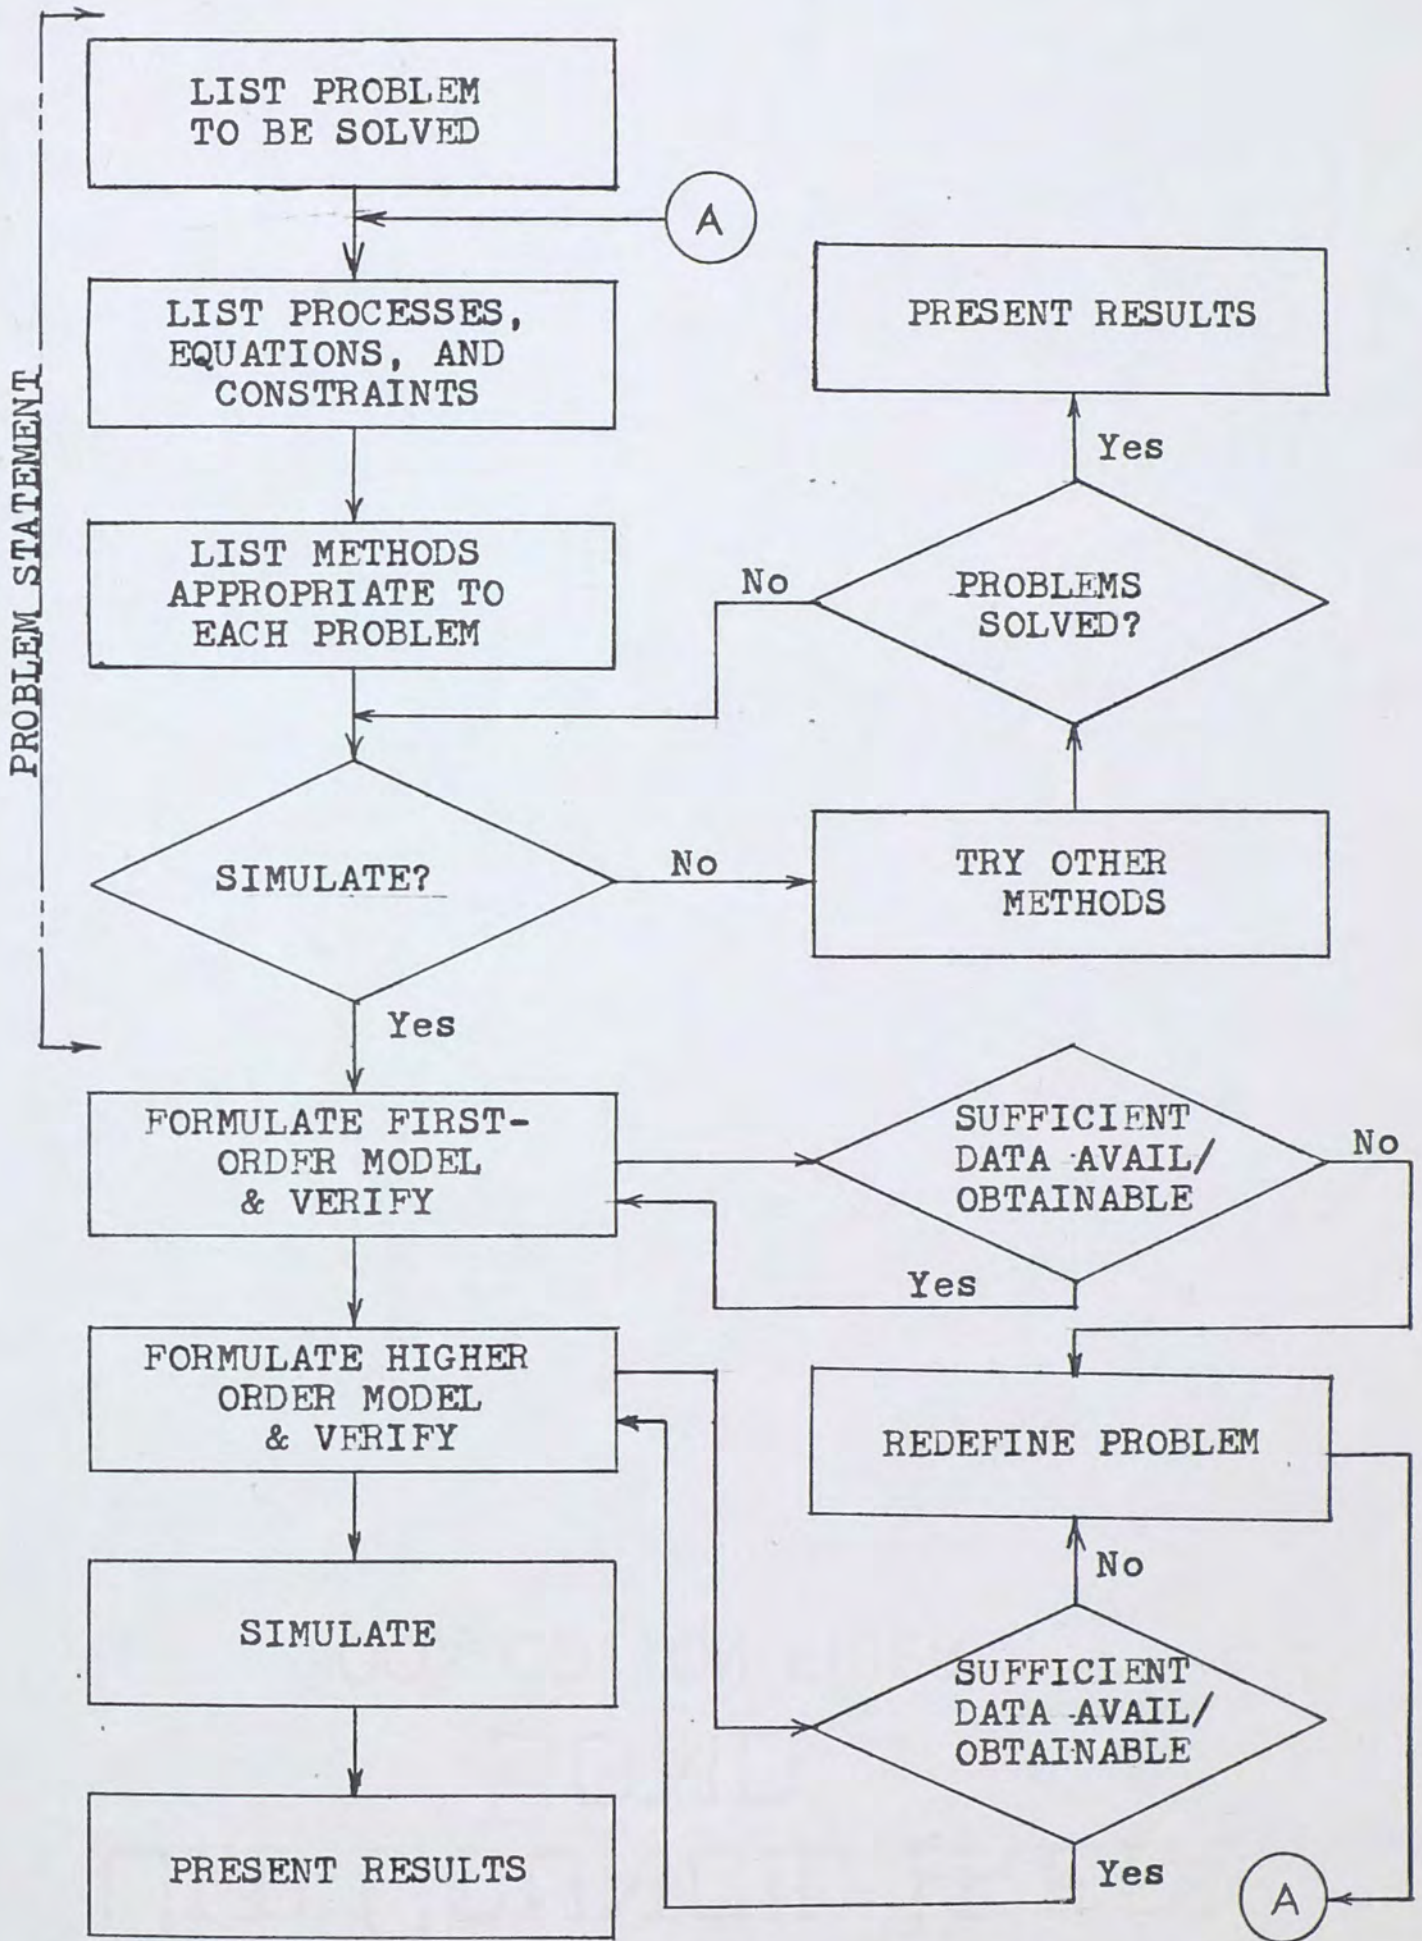 PROBLEM STATEMENT
LIST PROBLEM
TO BE SOLVED
A
LIST PROCESSES,
EQUATIONS, AND
CONSTRAINTS
PRESENT RESULTS
Yes
LIST METHODS
APPROPRIATE TO
EACH PROBLEM
No
PROBLEMS
SOLVED?
SIMULATE?
No
TRY OTHER
METHODS
Yes
FORMULATE FIRST-
ORDER MODEL
& VERIFY
SUFFICIENT
DATA AVAIL/
OBTAINABLE
No
Yes
FORMULATE HIGHER
ORDER MODEL
& VERIFY
REDEFINE PROBLEM
No
SIMULATE
SUFFICIENT
DATA AVAIL/
OBTAINABLE
PRESENT RESULTS
Yes
A